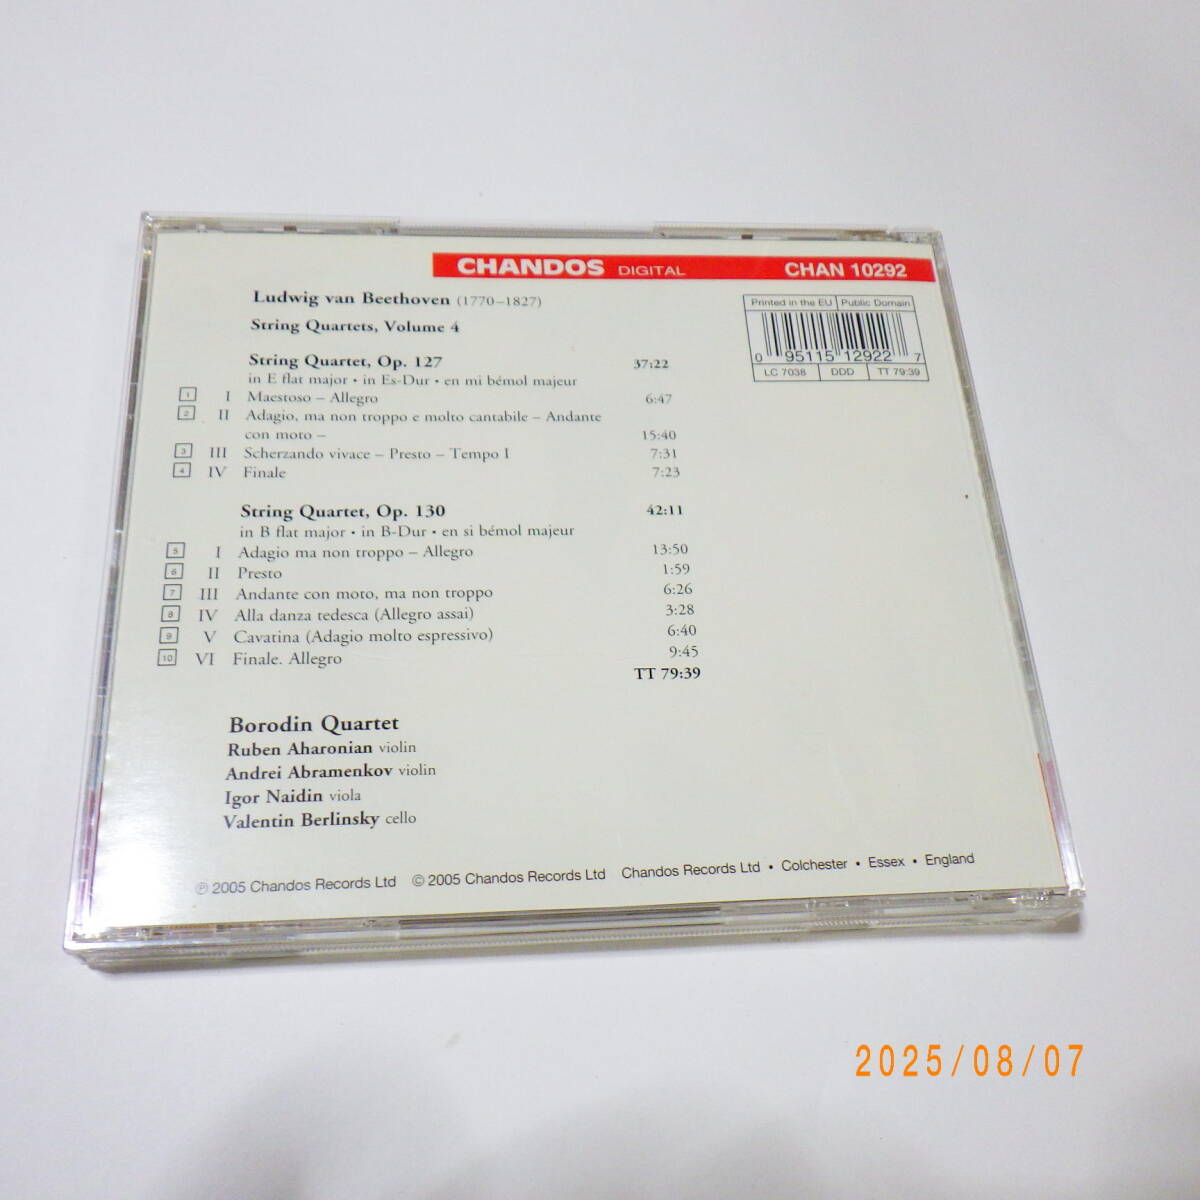 CHANDOS DIGITAL CHAN 10292
Ludwig van Beethoven (1770–1827)
String Quartets, Volume 4
Printed in the EU Public Domain
0 95115 12922 7
LC 7038 DDD TT 79:39
String Quartet, Op. 127 37:22
in E flat major • in Es-Dur • en mi bémol majeur
1 I Maestoso – Allegro 6:47
2 II Adagio, ma non troppo e molto cantabile – Andante
con moto – 15:40
3 III Scherzando vivace – Presto – Tempo I 7:31
4 IV Finale 7:23
String Quartet, Op. 130 42:11
in B flat major • in B-Dur • en si bémol majeur
5 I Adagio ma non troppo – Allegro 13:50
6 II Presto 1:59
7 III Andante con moto, ma non troppo 6:26
8 IV Alla danza tedesca (Allegro assai) 3:28
9 V Cavatina (Adagio molto espressivo) 6:40
10 VI Finale. Allegro 9:45
TT 79:39
Borodin Quartet
Ruben Aharonian violin
Andrei Abramenkov violin
Igor Naidin viola
Valentin Berlinsky cello
℗ 2005 Chandos Records Ltd © 2005 Chandos Records Ltd Chandos Records Ltd • Colchester • Essex • England
2025/08/07